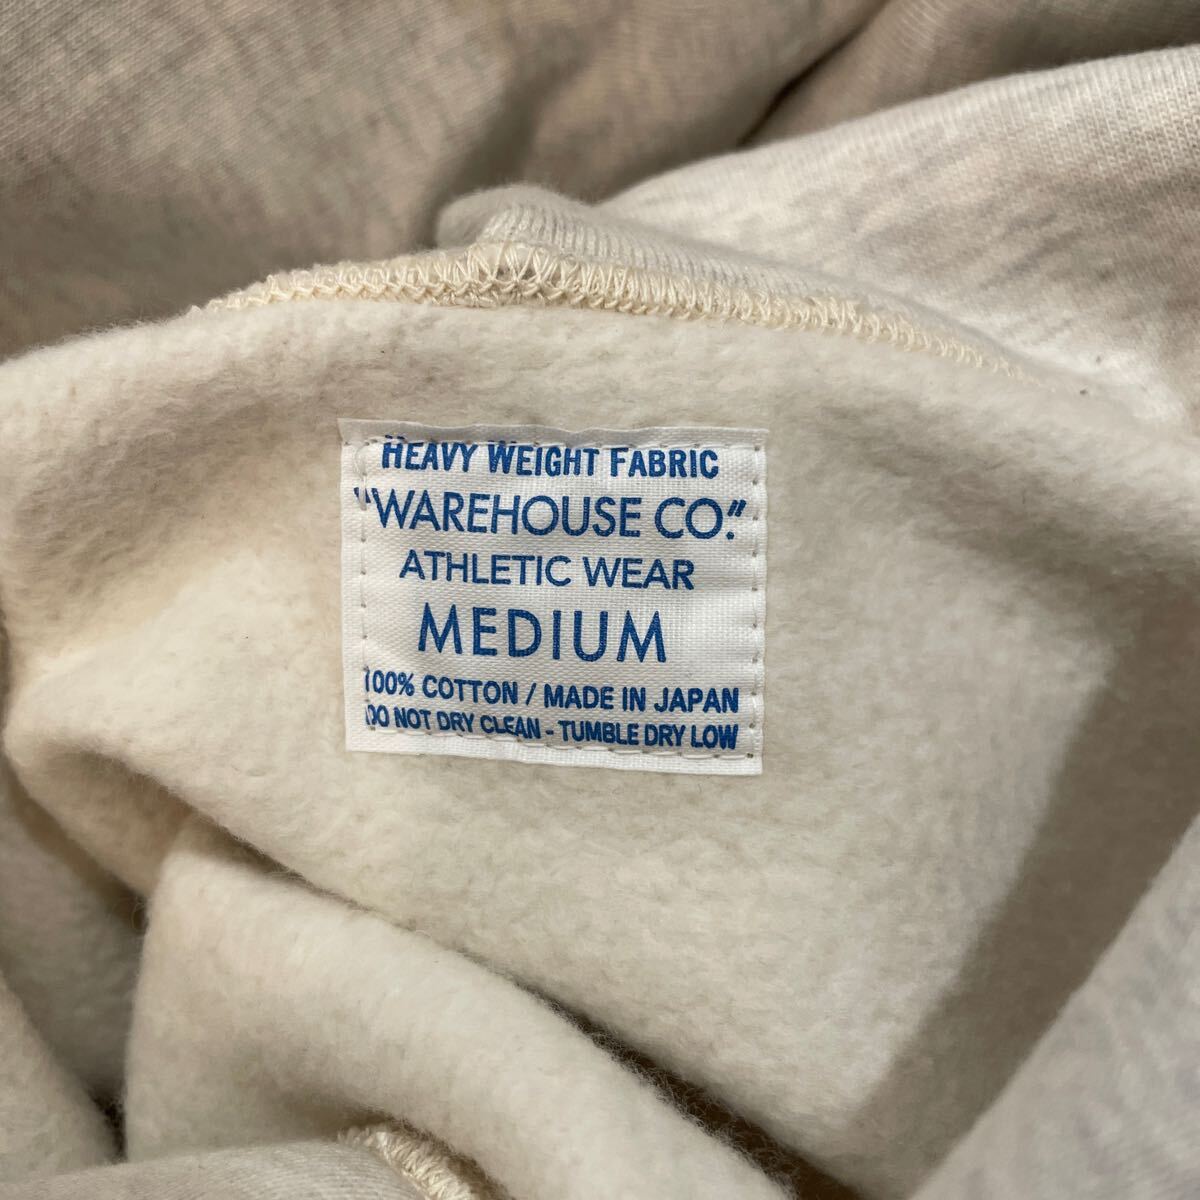 HEAVY WEIGHT FABRIC
"WAREHOUSE CO."
ATHLETIC WEAR
MEDIUM
100% COTTON / MADE IN JAPAN
DO NOT DRY CLEAN - TUMBLE DRY LOW